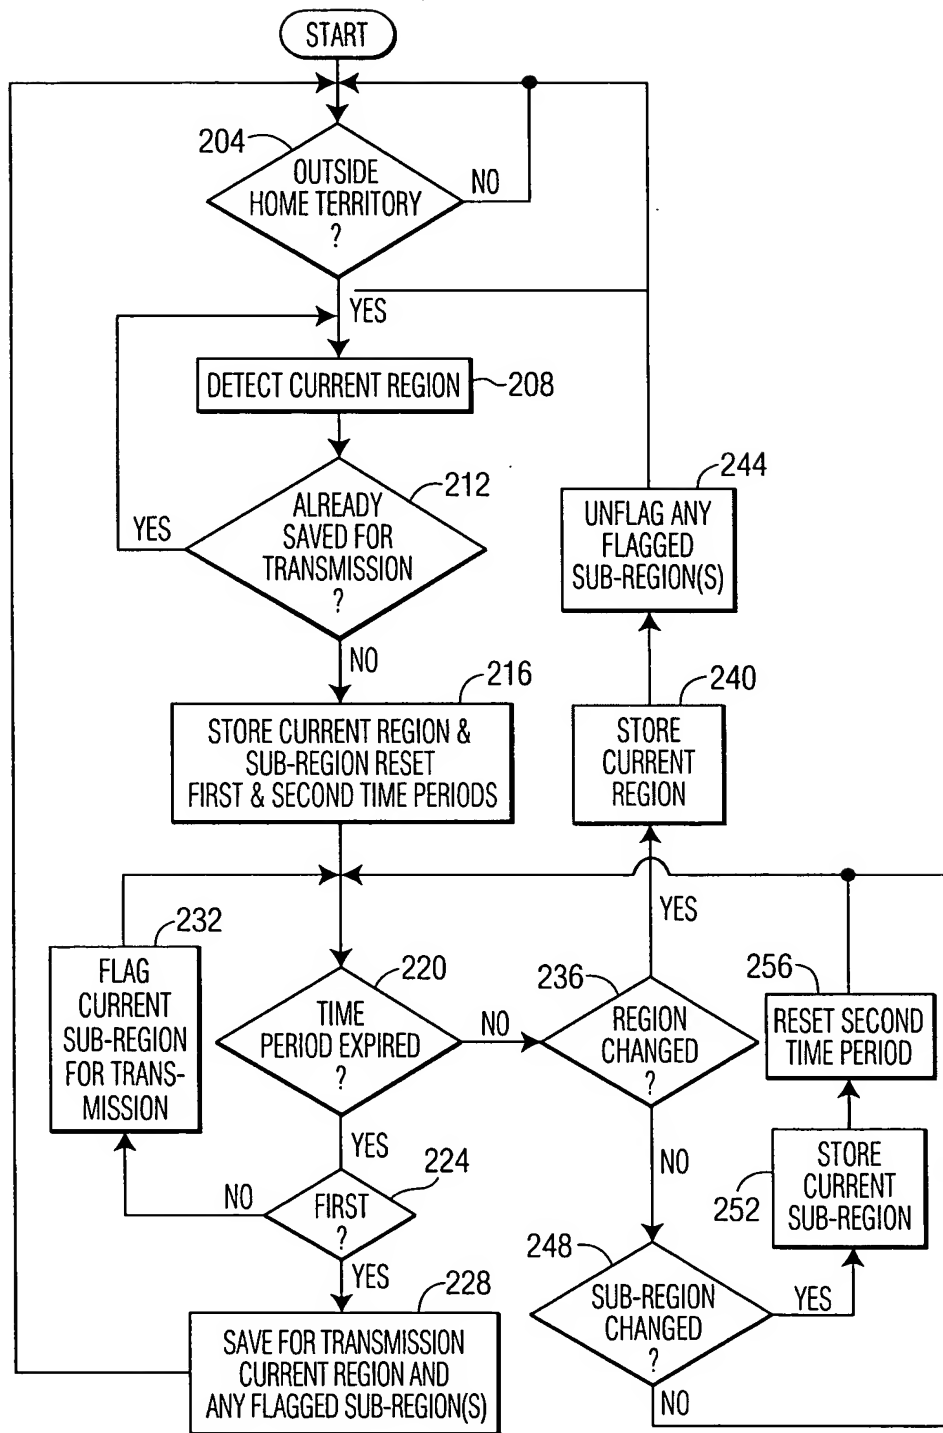 START
204
OUTSIDE
HOME TERRITORY
?
NO
YES
DETECT CURRENT REGION
208
212
ALREADY
SAVED FOR
TRANSMISSION
?
YES
NO
244
UNFLAG ANY
FLAGGED
SUB-REGION(S)
216
STORE CURRENT REGION &
SUB-REGION RESET
FIRST & SECOND TIME PERIODS
240
STORE
CURRENT
REGION
YES
232
FLAG
CURRENT
SUB-REGION
FOR TRANS-
MISSION
220
TIME
PERIOD EXPIRED
?
NO
236
REGION
CHANGED
?
256
RESET SECOND
TIME PERIOD
YES
NO
224
FIRST
?
NO
YES
252
STORE
CURRENT
SUB-REGION
248
SUB-REGION
CHANGED
?
YES
NO
228
SAVE FOR TRANSMISSION
CURRENT REGION AND
ANY FLAGGED SUB-REGION(S)